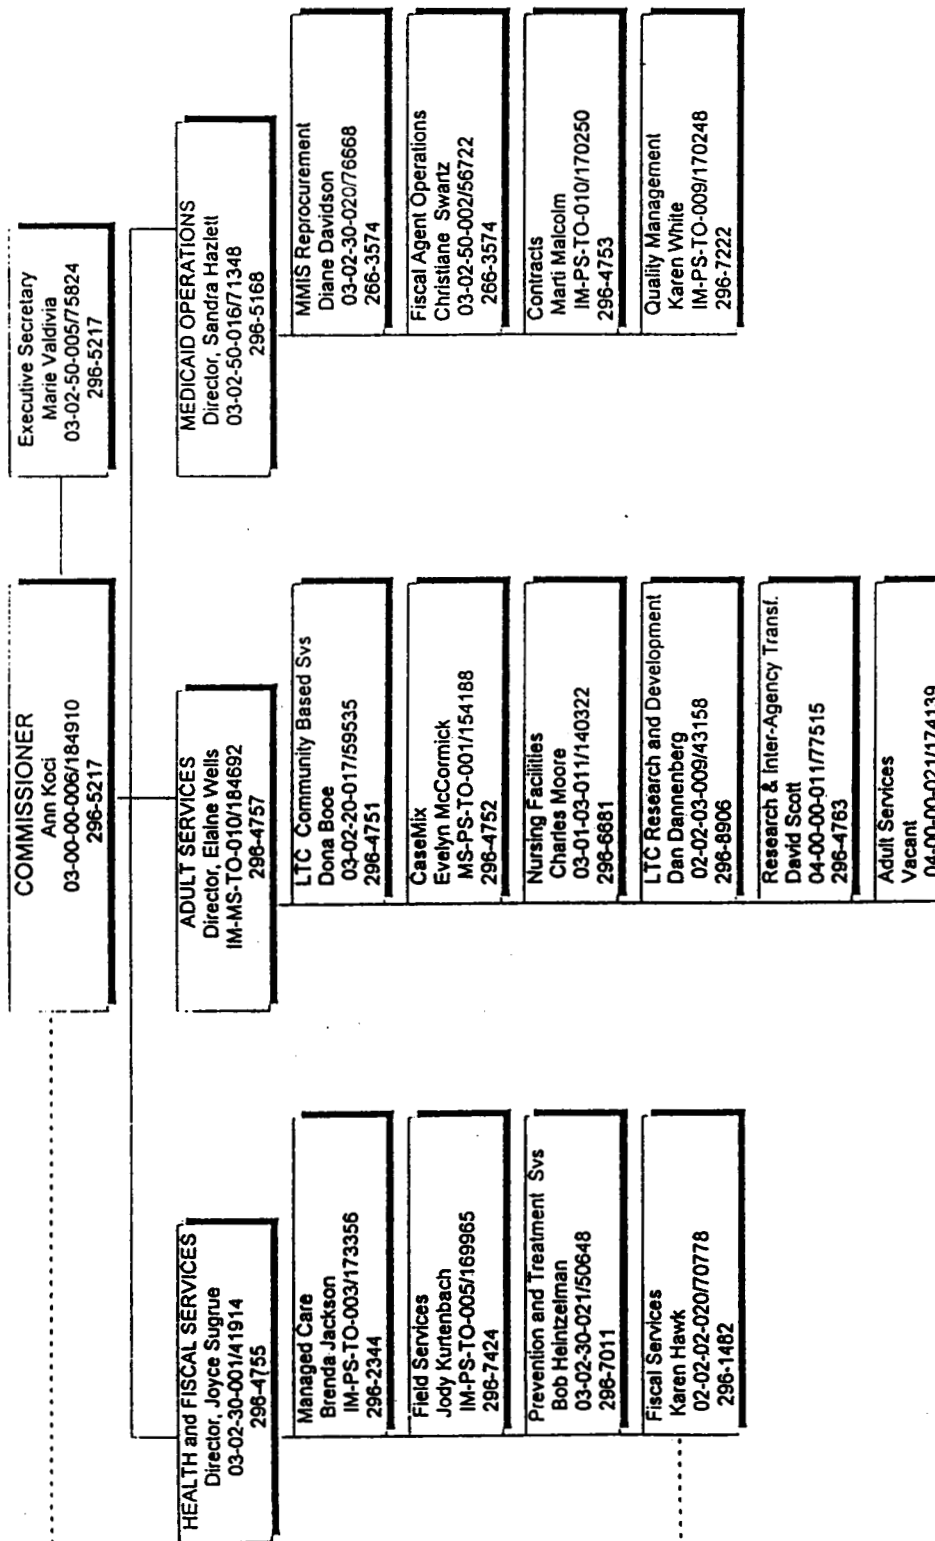 COMMISSIONER
Ann Koci
03-00-00-006/184910
296-5217
Executive Secretary
Marie Valdivia
03-02-50-005/75824
296-5217
HEALTH and FISCAL SERVICES
Director, Joyce Sugrue
03-02-30-001/41914
296-4755
Managed Care
Brenda Jackson
IM-PS-TO-003/173356
296-2344
Field Services
Jody Kurtenbach
IM-PS-TO-005/169965
296-7424
Prevention and Treatment Svs
Bob Heintzelman
03-02-30-021/50648
296-7011
Fiscal Services
Karen Hawk
02-02-02-020/70778
296-1482
ADULT SERVICES
Director, Elaine Wells
IM-MS-TO-010/184692
296-4757
LTC Community Based Svs
Dona Booe
03-02-20-017/59535
296-4751
CaseMix
Evelyn McCormick
MS-PS-TO-001/154188
296-4752
Nursing Facilities
Charles Moore
03-01-03-011/140322
296-6681
LTC Research and Development
Dan Dannenberg
02-02-03-009/43158
296-8906
Research & Inter-Agency Transf.
David Scott
04-00-00-011/77515
296-4763
Adult Services
Vacant
04-00-00-021/174139
MEDICAID OPERATIONS
Director, Sandra Hazlett
03-02-50-016/71348
296-5168
MMIS Reprocurement
Diane Davidson
03-02-30-020/76668
266-3574
Fiscal Agent Operations
Christiane Swartz
03-02-50-002/56722
266-3574
Contracts
Marti Malcolm
IM-PS-TO-010/170250
296-4753
Quality Management
Karen White
IM-PS-TO-009/170248
296-7222